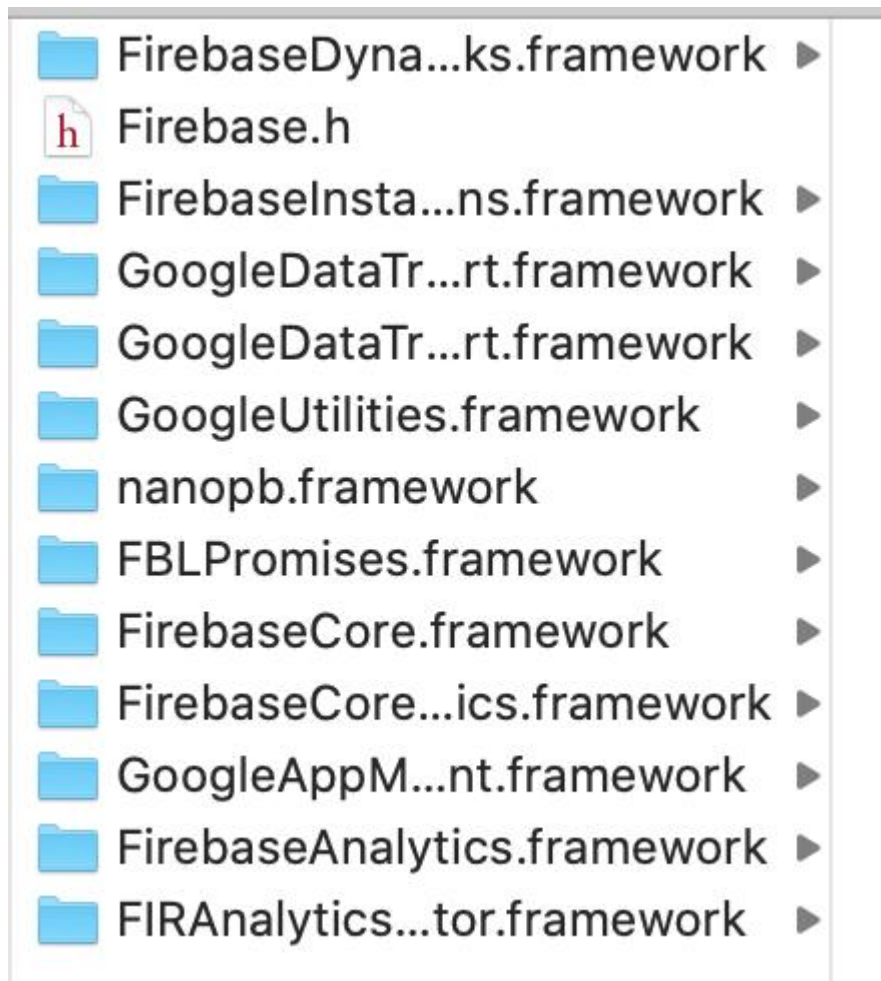 FirebaseDyna...ks.framework
h Firebase.h
FirebaseInsta...ns.framework
GoogleDataTr...rt.framework
GoogleDataTr...rt.framework
GoogleUtilities.framework
nanopb.framework
FBLPromises.framework
FirebaseCore.framework
FirebaseCore...ics.framework
GoogleAppM...nt.framework
FirebaseAnalytics.framework
FIRAnalytics...tor.framework